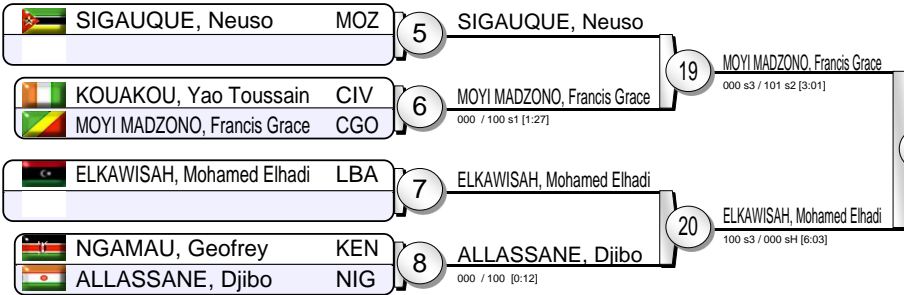 SIGAUQUE, Neuso MOZ
5
SIGAUQUE, Neuso
19
MOYI MADZONO, Francis Grace
000 s3 / 101 s2 [3:01]
KOUAKOU, Yao Toussain CIV
MOYI MADZONO, Francis Grace CGO
6
MOYI MADZONO, Francis Grace
000 / 100 s1 [1:27]
ELKAWISAH, Mohamed Elhadi LBA
7
ELKAWISAH, Mohamed Elhadi
20
ELKAWISAH, Mohamed Elhadi
100 s3 / 000 sH [6:03]
NGAMAU, Geofrey KEN
ALLASSANE, Djibo NIG
8
ALLASSANE, Djibo
000 / 100 [0:12]